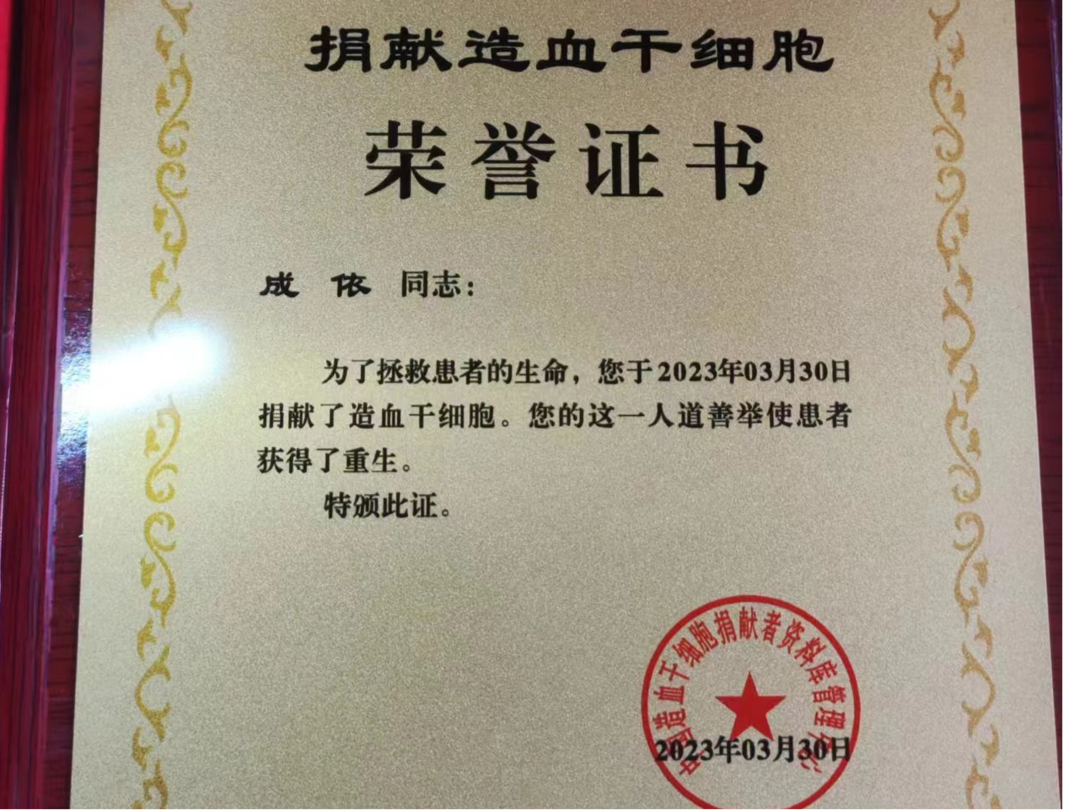 捐献造血干细胞
荣誉证书
成 依 同志：
为了拯救患者的生命，您于2023年03月30日
捐献了造血干细胞。您的这一人道善举使患者
获得了重生。
特颁此证。
中国造血干细胞捐献者资料库管理中心
2023年03月30日